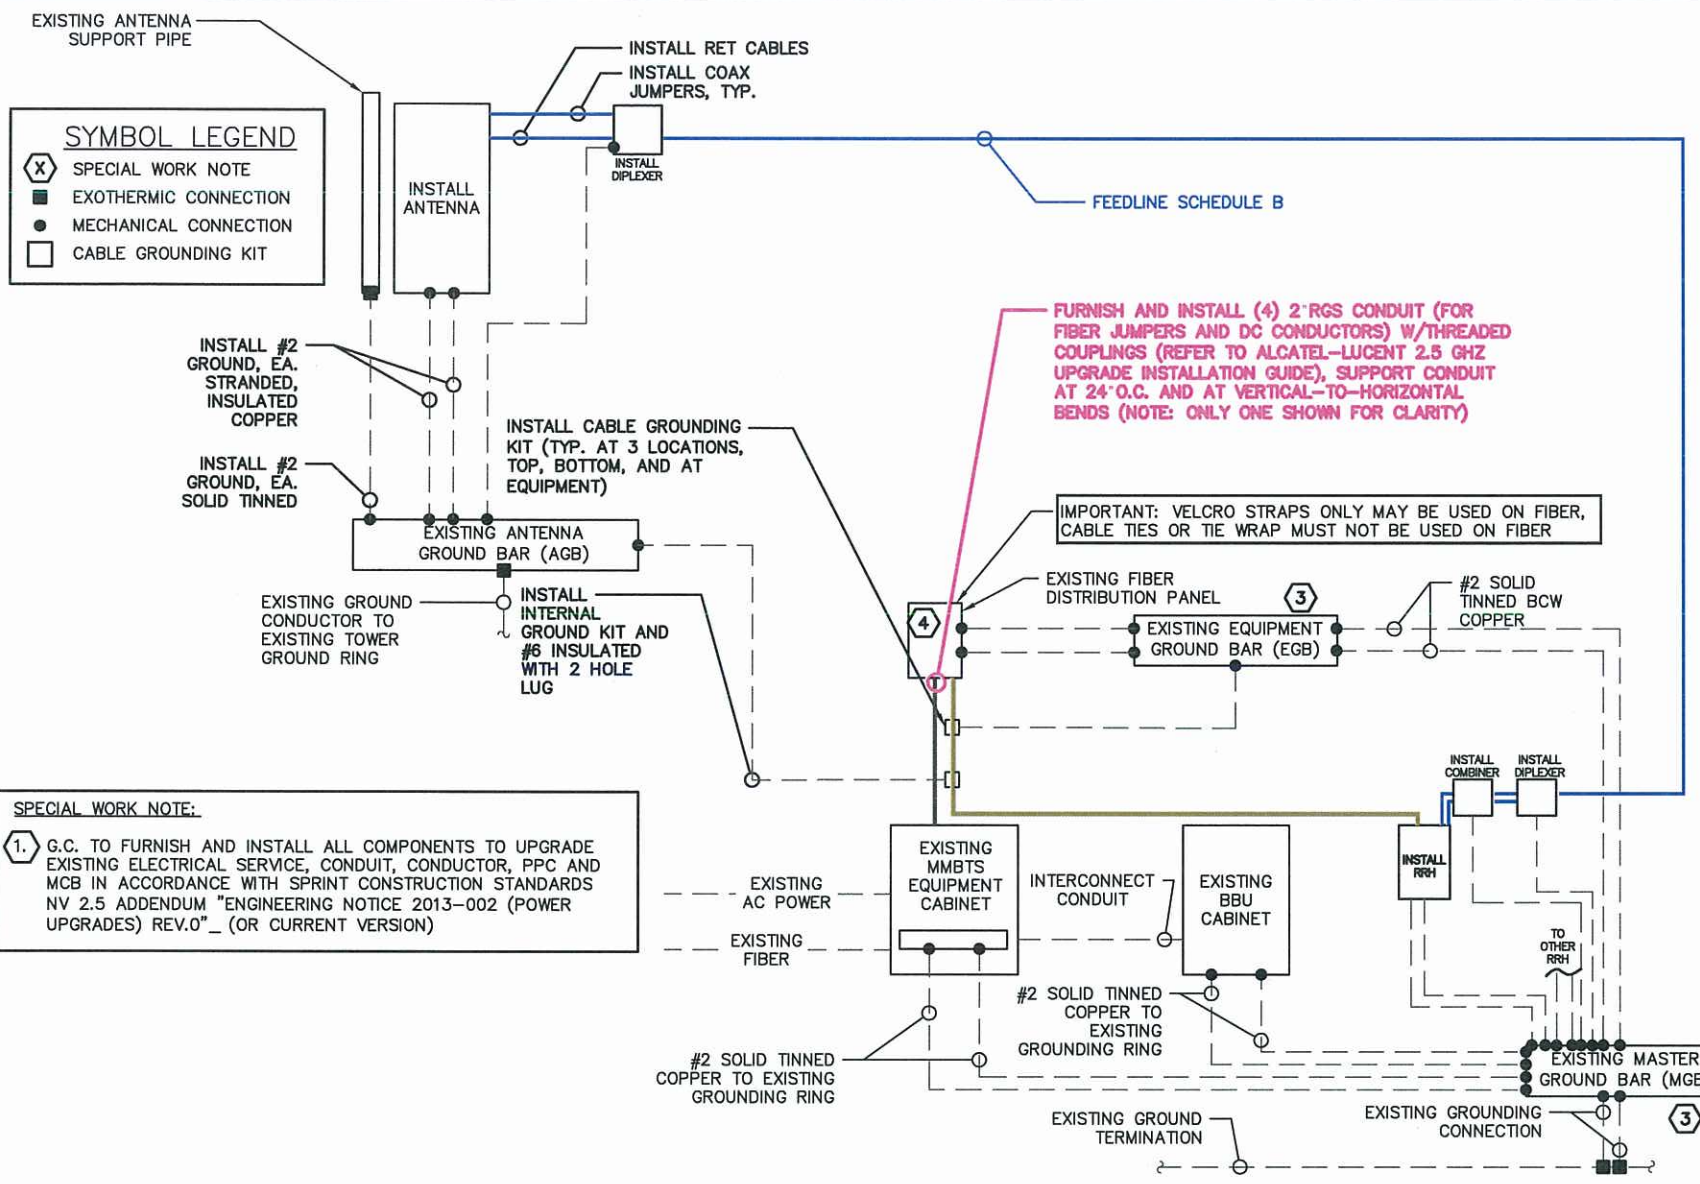 EXISTING ANTENNA
SUPPORT PIPE
INSTALL RET CABLES
INSTALL COAX
JUMPERS, TYP.
SYMBOL LEGEND
X SPECIAL WORK NOTE
EXOTHERMIC CONNECTION
MECHANICAL CONNECTION
CABLE GROUNDING KIT
INSTALL
ANTENNA
INSTALL
DIPLEXER
FEEDLINE SCHEDULE B
FURNISH AND INSTALL (4) 2"RGS CONDUIT (FOR
FIBER JUMPERS AND DC CONDUCTORS) W/THREADED
COUPLINGS (REFER TO ALCATEL-LUCENT 2.5 GHZ
UPGRADE INSTALLATION GUIDE), SUPPORT CONDUIT
AT 24"O.C. AND AT VERTICAL-TO-HORIZONTAL
BENDS (NOTE: ONLY ONE SHOWN FOR CLARITY)
INSTALL #2
GROUND, EA.
STRANDED,
INSULATED
COPPER
INSTALL #2
GROUND, EA.
SOLID TINNED
INSTALL CABLE GROUNDING
KIT (TYP. AT 3 LOCATIONS,
TOP, BOTTOM, AND AT
EQUIPMENT)
IMPORTANT: VELCRO STRAPS ONLY MAY BE USED ON FIBER,
CABLE TIES OR TIE WRAP MUST NOT BE USED ON FIBER
EXISTING ANTENNA
GROUND BAR (AGB)
EXISTING GROUND
CONDUCTOR TO
EXISTING TOWER
GROUND RING
INSTALL
INTERNAL
GROUND KIT AND
#6 INSULATED
WITH 2 HOLE
LUG
EXISTING FIBER
DISTRIBUTION PANEL
4
3
EXISTING EQUIPMENT
GROUND BAR (EGB)
#2 SOLID
TINNED BCW
COPPER
INSTALL
COMBINER
INSTALL
DIPLEXER
SPECIAL WORK NOTE:
1. G.C. TO FURNISH AND INSTALL ALL COMPONENTS TO UPGRADE
EXISTING ELECTRICAL SERVICE, CONDUIT, CONDUCTOR, PPC AND
MCB IN ACCORDANCE WITH SPRINT CONSTRUCTION STANDARDS
NV 2.5 ADDENDUM "ENGINEERING NOTICE 2013-002 (POWER
UPGRADES) REV.0"_ (OR CURRENT VERSION)
EXISTING
AC POWER
EXISTING
FIBER
EXISTING
MMBTS
EQUIPMENT
CABINET
INTERCONNECT
CONDUIT
EXISTING
BBU
CABINET
INSTALL
RRH
TO
OTHER
RRH
#2 SOLID TINNED
COPPER TO
EXISTING
GROUNDING RING
#2 SOLID TINNED
COPPER TO EXISTING
GROUNDING RING
EXISTING MASTER
GROUND BAR (MGB
3
EXISTING GROUND
TERMINATION
EXISTING GROUNDING
CONNECTION